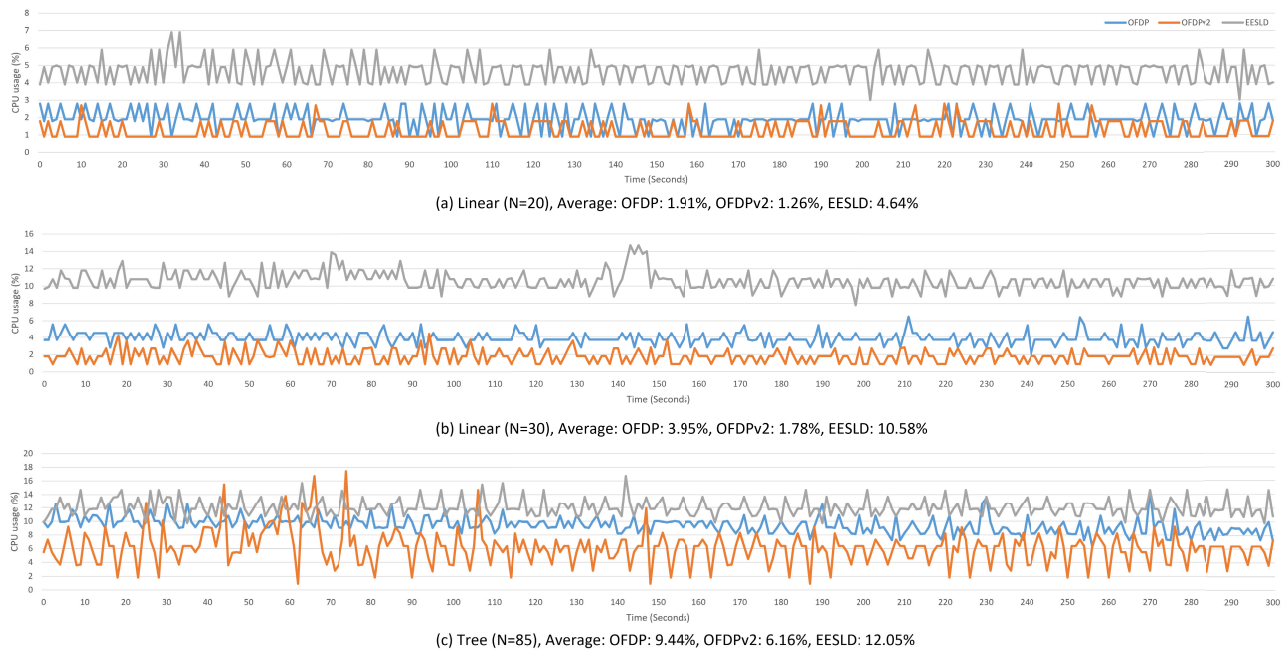 8
7
6
5
4
3
2
1
0
CPU usage (%)
OFDP OFDPv2 EESLD
0 10 20 30 40 50 60 70 80 90 100 110 120 130 140 150 160 170 180 190 200 210 220 230 240 250 260 270 280 290 300
Time (Seconds)
(a) Linear (N=20), Average: OFDP: 1.91%, OFDPv2: 1.26%, EESLD: 4.64%
16
14
12
10
8
6
4
2
0
CPU usage (%)
0 10 20 30 40 50 60 70 80 90 100 110 120 130 140 150 160 170 180 190 200 210 220 230 240 250 260 270 280 290 300
Time (Seconds)
(b) Linear (N=30), Average: OFDP: 3.95%, OFDPv2: 1.78%, EESLD: 10.58%
20
18
16
14
12
10
8
6
4
2
0
CPU usage (%)
0 10 20 30 40 50 60 70 80 90 100 110 120 130 140 150 160 170 180 190 200 210 220 230 240 250 260 270 280 290 300
Time (Seconds)
(c) Tree (N=85), Average: OFDP: 9.44%, OFDPv2: 6.16%, EESLD: 12.05%